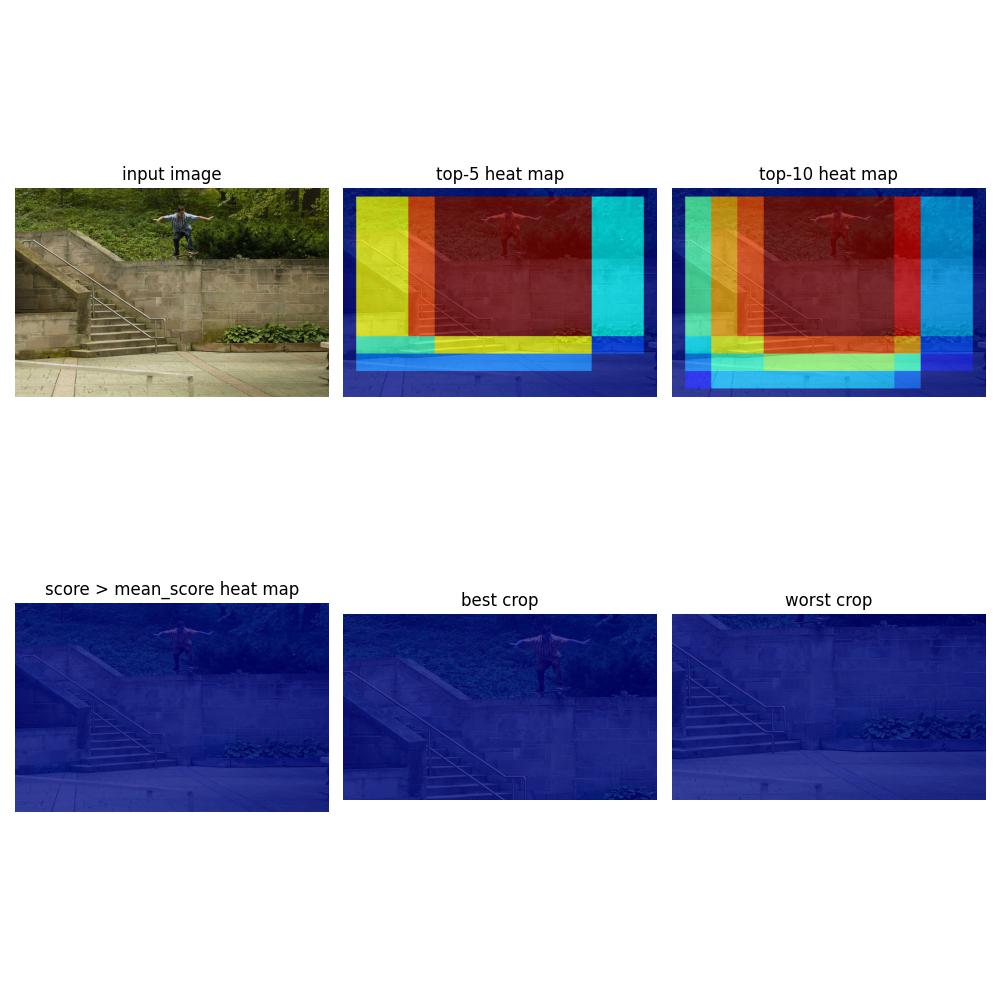 input image
top-5 heat map
top-10 heat map
score > mean_score heat map
best crop
worst crop